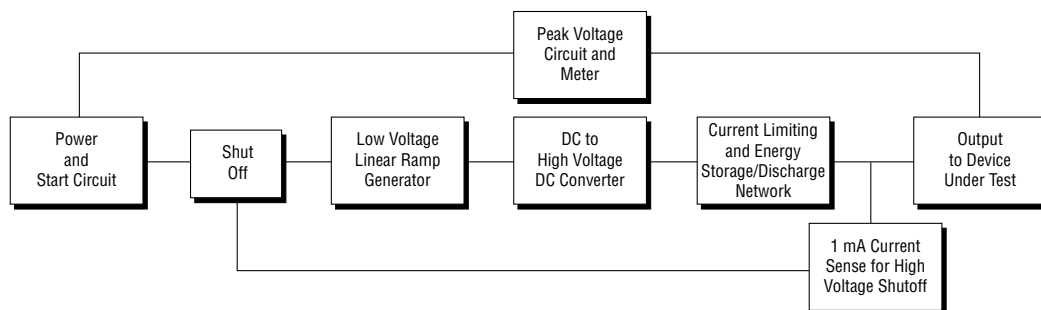 Peak Voltage
Circuit and
Meter
Power
and
Start Circuit
Shut
Off
Low Voltage
Linear Ramp
Generator
DC to
High Voltage
DC Converter
Current Limiting
and Energy
Storage/Discharge
Network
Output
to Device
Under Test
1 mA Current
Sense for High
Voltage Shutoff